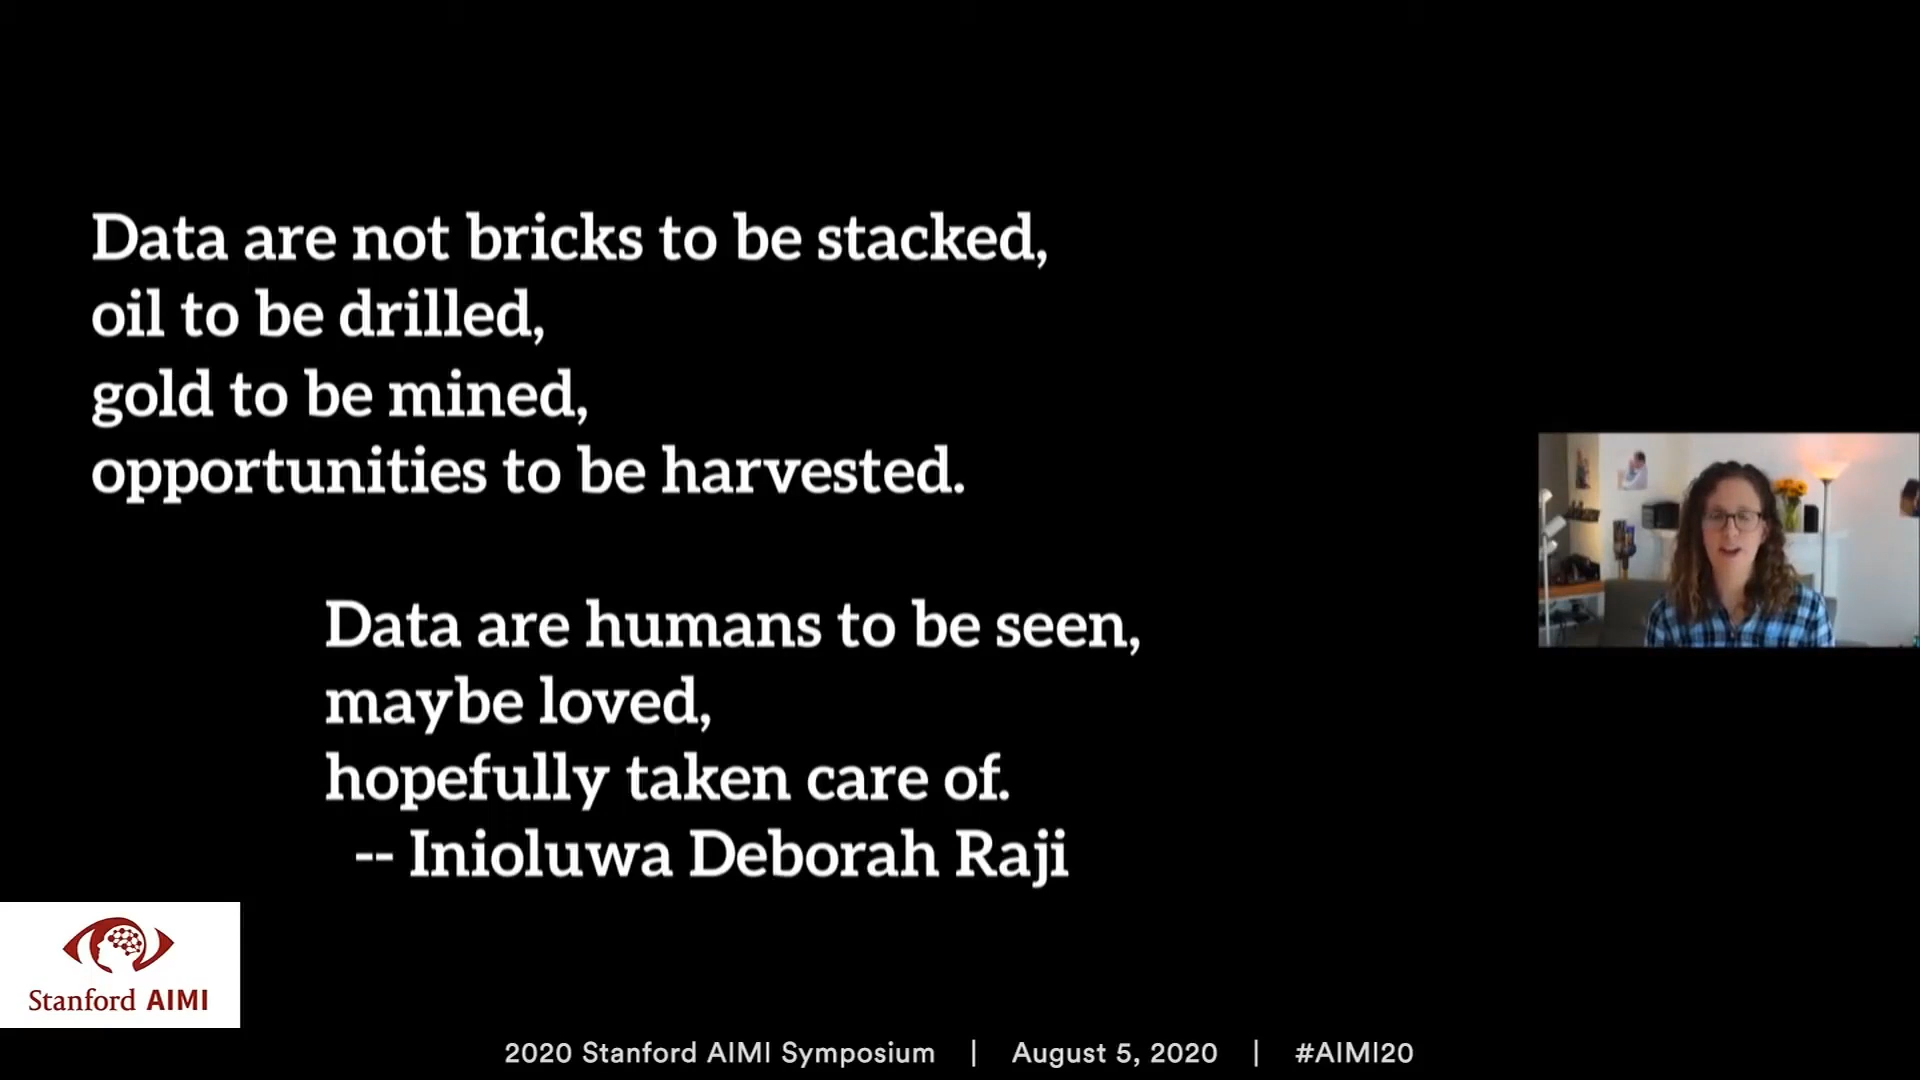 Data are not bricks to be stacked,
oil to be drilled,
gold to be mined,
opportunities to be harvested.
Data are humans to be seen,
maybe loved,
hopefully taken care of.
-- Inioluwa Deborah Raji
Stanford AIMI
2020 Stanford AIMI Symposium | August 5, 2020 | #AIMI20